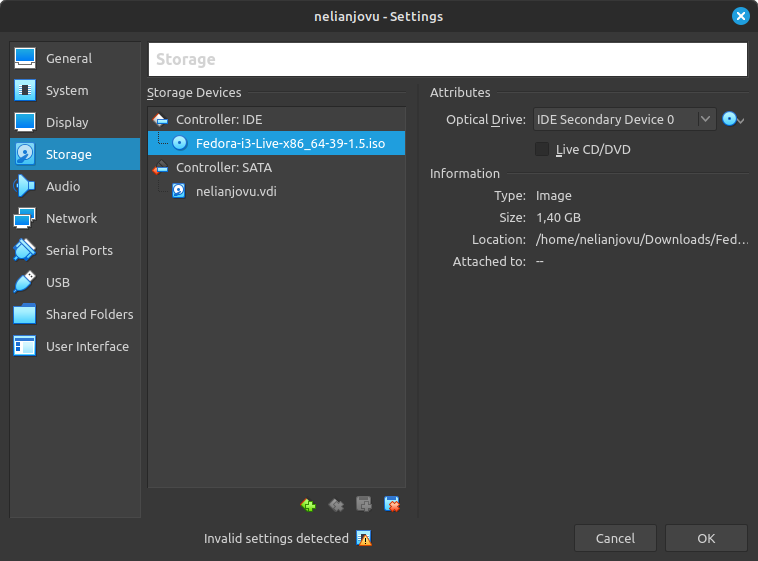 nelianjovu - Settings
General
System
Display
Storage
Audio
Network
Serial Ports
USB
Shared Folders
User Interface
Storage
Storage Devices
Controller: IDE
Fedora-i3-Live-x86_64-39-1.5.iso
Controller: SATA
nelianjovu.vdi
Attributes
Optical Drive: IDE Secondary Device 0
Live CD/DVD
Information
Type: Image
Size: 1,40 GB
Location: /home/nelianjovu/Downloads/Fed...
Attached to: --
Invalid settings detected
Cancel
OK